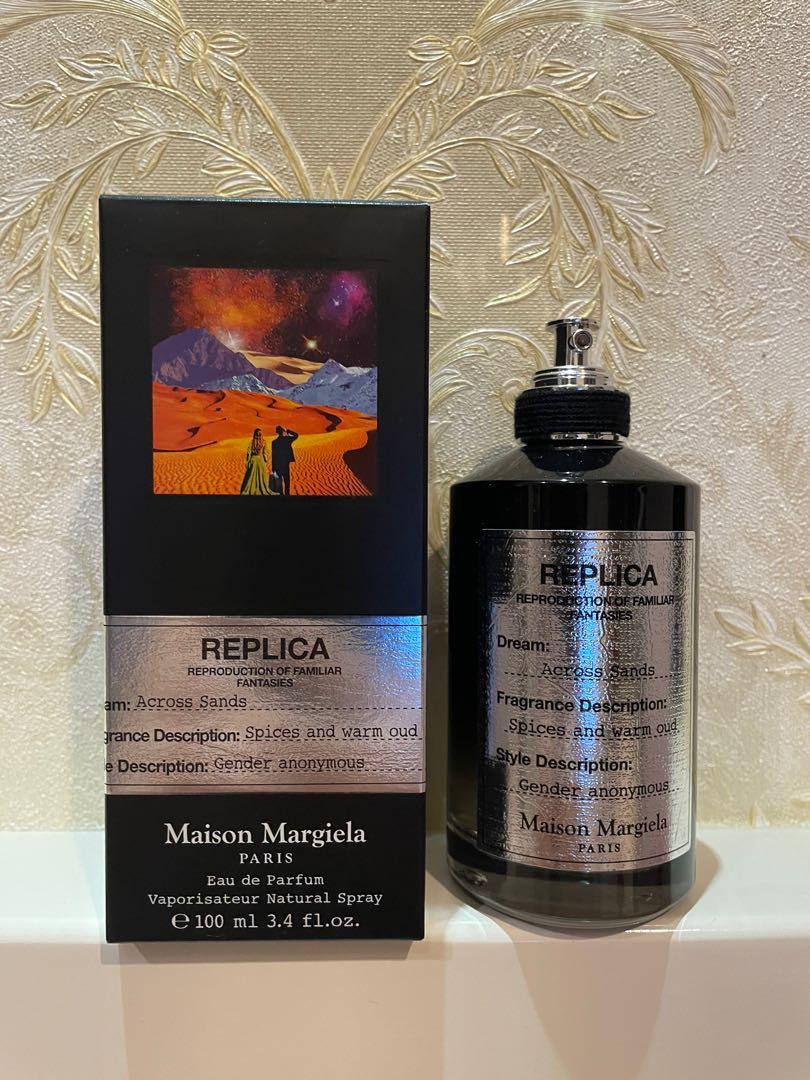 REPLICA
REPRODUCTION OF FAMILIAR
FANTASIES
am: Across Sands
grance Description: Spices and warm oud
e Description: Gender anonymous
Maison Margiela
PARIS
Eau de Parfum
Vaporisateur Natural Spray
℮ 100 ml 3.4 fl.oz.
REPLICA
REPRODUCTION OF FAMILIAR
FANTASIES
Dream:
Across Sands
Fragrance Description:
Spices and warm oud
Style Description:
Gender anonymous
Maison Margiela
PARIS